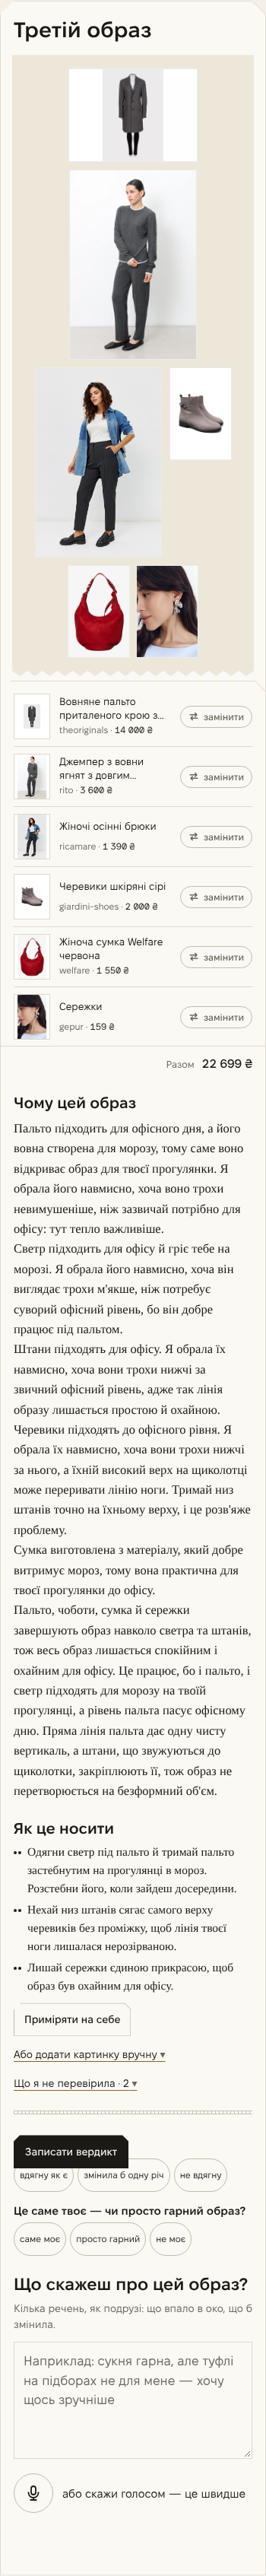 Третій образ
Вовняне пальто
приталеного крою з...
theoriginals · 14 000 ₴
⇄ замінити
Джемпер з вовни
ягнят з довгим...
rito · 3 600 ₴
⇄ замінити
Жіночі осінні брюки
ricamare · 1 390 ₴
⇄ замінити
Черевики шкіряні сірі
giardini-shoes · 2 000 ₴
⇄ замінити
Жіноча сумка Welfare
червона
welfare · 1 550 ₴
⇄ замінити
Сережки
gepur · 159 ₴
⇄ замінити
Разом 22 699 ₴
Чому цей образ
Пальто підходить для офісного дня, а його
вовна створена для морозу, тому саме воно
відкриває образ для твоєї прогулянки. Я
обрала його навмисно, хоча воно трохи
невимушеніше, ніж зазвичай потрібно для
офісу: тут тепло важливіше.
Светр підходить для офісу й гріє тебе на
морозі. Я обрала його навмисно, хоча він
виглядає трохи м'якше, ніж потребує
суворий офісний рівень, бо він добре
працює під пальтом.
Штани підходять для офісу. Я обрала їх
навмисно, хоча вони трохи нижчі за
звичний офісний рівень, адже так лінія
образу лишається простою й охайною.
Черевики підходять до офісного рівня. Я
обрала їх навмисно, хоча вони трохи нижчі
за нього, а їхній високий верх на щиколотці
може переривати лінію ноги. Тримай низ
штанів точно на їхньому верху, і це розв'яже
проблему.
Сумка виготовлена з матеріалу, який добре
витримує мороз, тому вона практична для
твоєї прогулянки до офісу.
Пальто, чоботи, сумка й сережки
завершують образ навколо светра та штанів,
тож весь образ лишається спокійним і
охайним для офісу. Це працює, бо і пальто, і
светр підходять для морозу на твоїй
прогулянці, а рівень пальта пасує офісному
дню. Пряма лінія пальта дає одну чисту
вертикаль, а штани, що звужуються до
щиколотки, закріплюють її, тож образ не
перетворюється на безформний об'єм.
Як це носити
•• Одягни светр під пальто й тримай пальто
застебнутим на прогулянці в мороз.
Розстебни його, коли зайдеш досередини.
•• Нехай низ штанів сягає самого верху
черевиків без проміжку, щоб лінія твоєї
ноги лишалася нерозірваною.
•• Лишай сережки єдиною прикрасою, щоб
образ був охайним для офісу.
Приміряти на себе
Або додати картинку вручну ▾
Що я не перевірила · 2 ▾
Записати вердикт
вдягну як є
змінила б одну річ
не вдягну
Це саме твоє — чи просто гарний образ?
саме моє
просто гарний
не моє
Що скажеш про цей образ?
Кілька речень, як подрузі: що впало в око, що б
змінила.
Наприклад: сукня гарна, але туфлі
на підборах не для мене — хочу
щось зручніше
або скажи голосом — це швидше